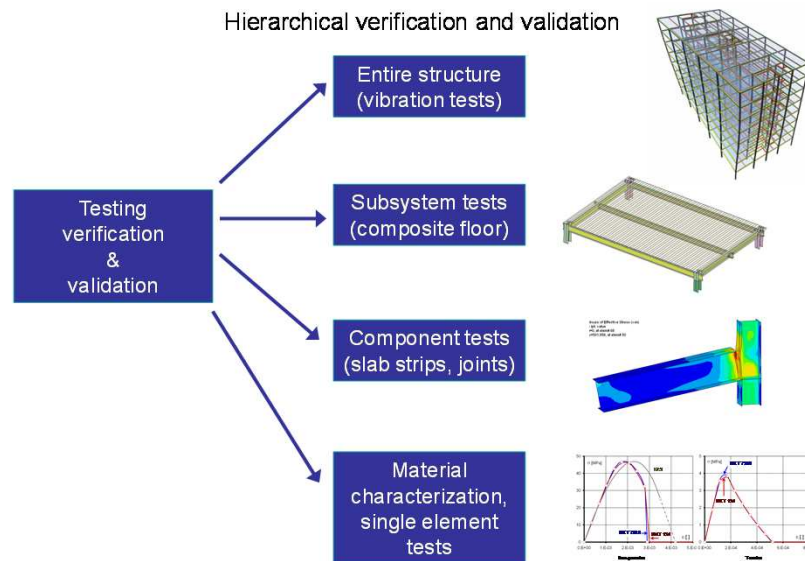 Hierarchical verification and validation
Entire structure
(vibration tests)
Testing
verification
&
validation
Subsystem tests
(composite floor)
Component tests
(slab strips, joints)
Material
characterization,
single element
tests